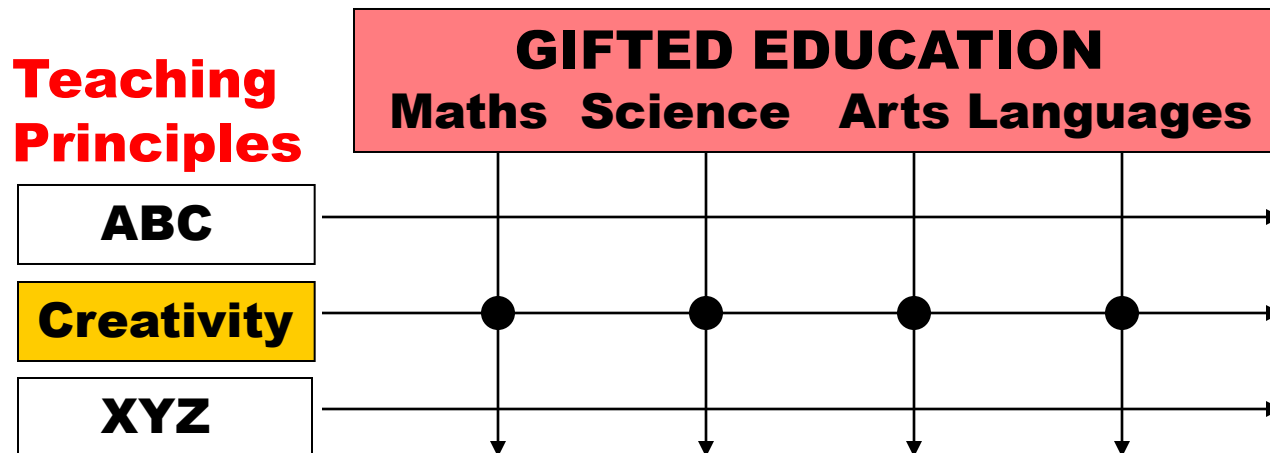 Teaching
Principles
GIFTED EDUCATION
Maths Science Arts Languages
ABC
Creativity
XYZ